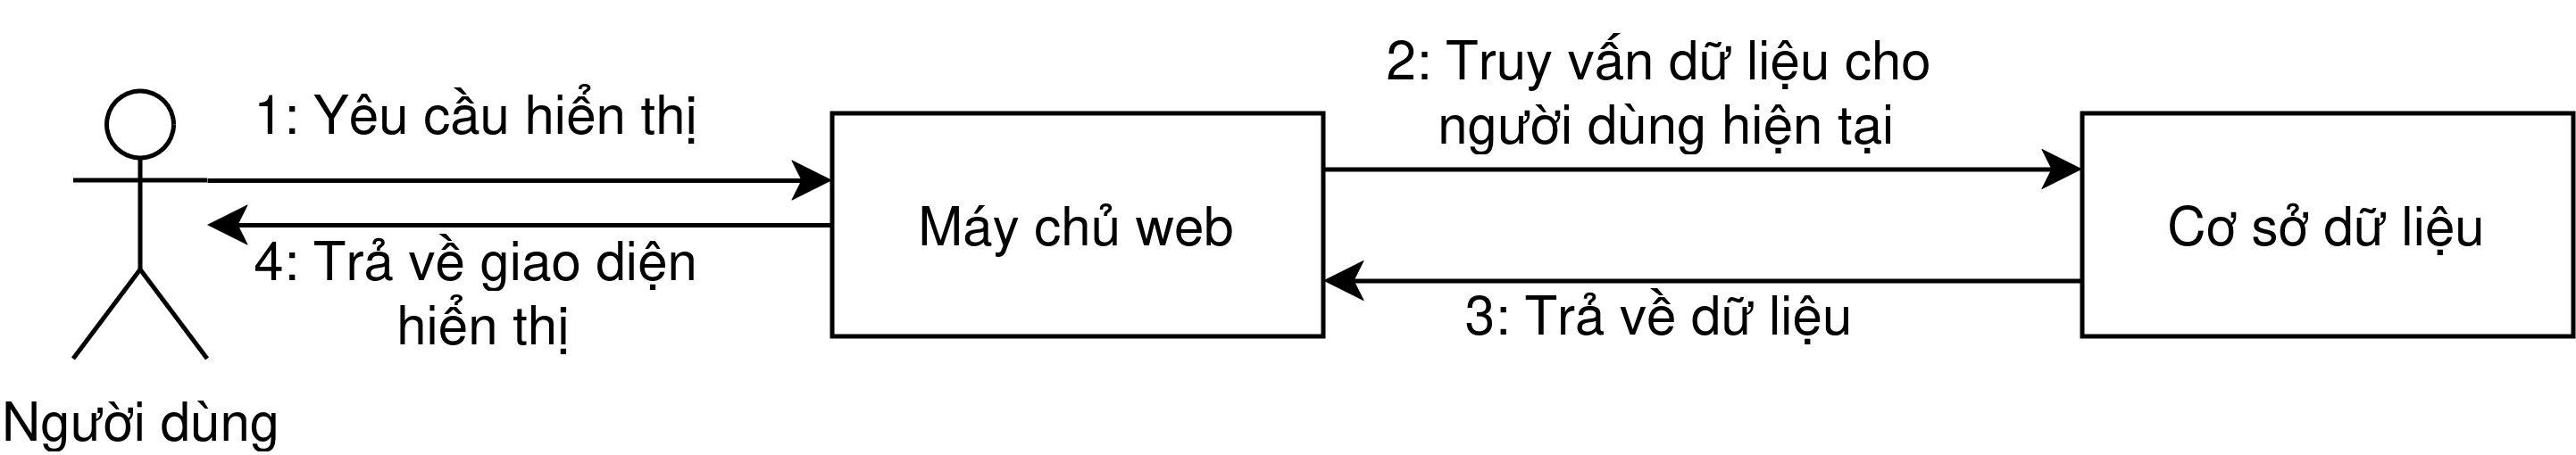 1: Yêu cầu hiển thị
2: Truy vấn dữ liệu cho
người dùng hiện tại
Máy chủ web
Cơ sở dữ liệu
4: Trả về giao diện
hiển thị
3: Trả về dữ liệu
Người dùng